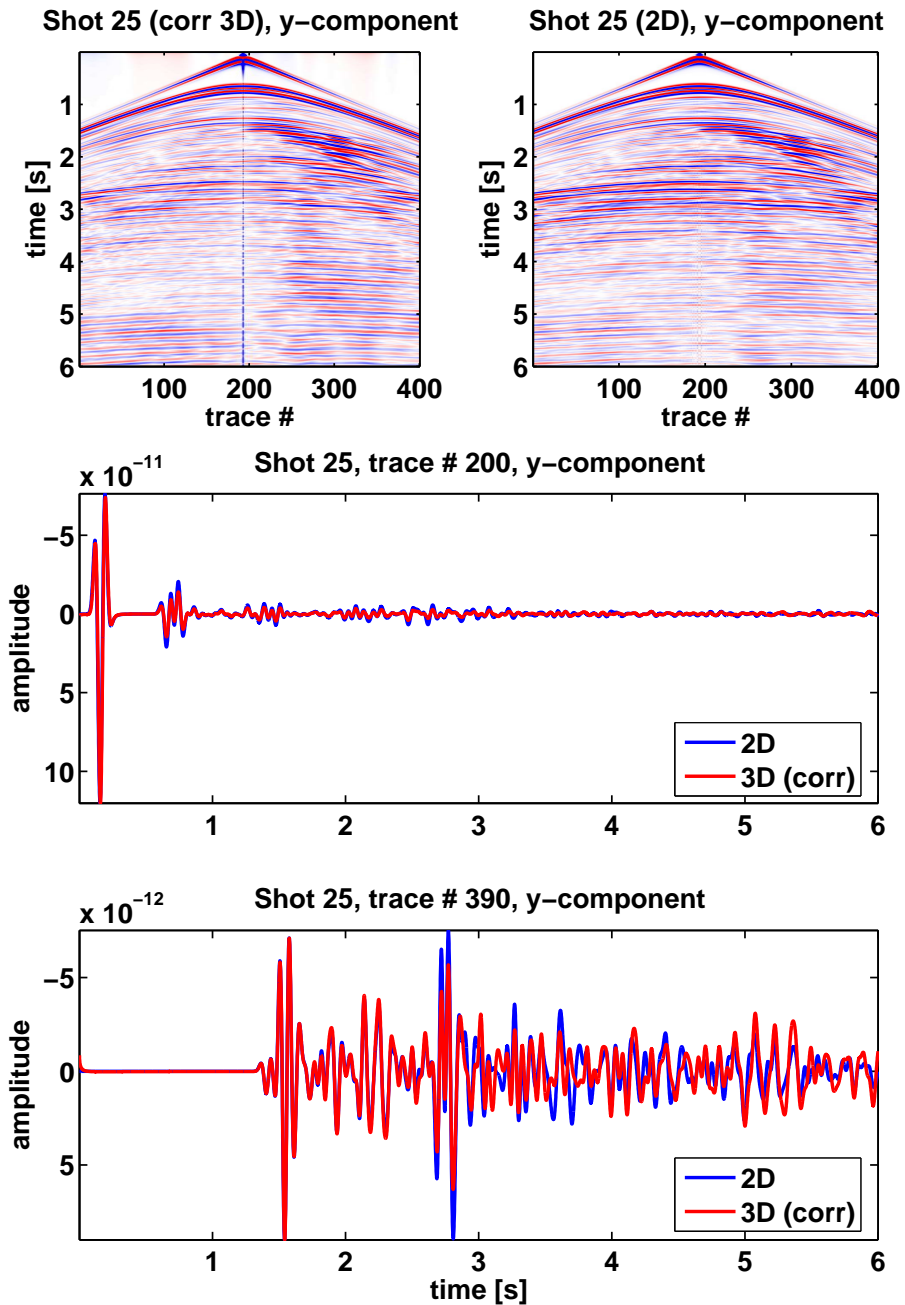 Shot 25 (corr 3D), y−component
Shot 25 (2D), y−component
time [s]
1
2
3
4
5
6
100
200
300
400
trace #
time [s]
1
2
3
4
5
6
100
200
300
400
trace #
x 10−11
Shot 25, trace # 200, y−component
amplitude
−5
0
5
10
2D
3D (corr)
1
2
3
4
5
6
x 10−12
Shot 25, trace # 390, y−component
amplitude
−5
0
5
2D
3D (corr)
1
2
3
4
5
6
time [s]